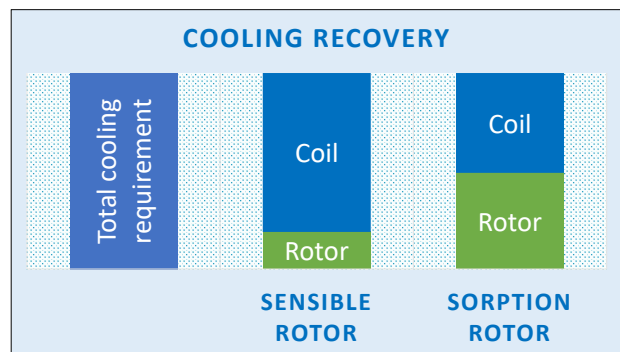 COOLING RECOVERY
Total cooling
requirement
Coil
Rotor
Coil
Rotor
SENSIBLE
ROTOR
SORPTION
ROTOR